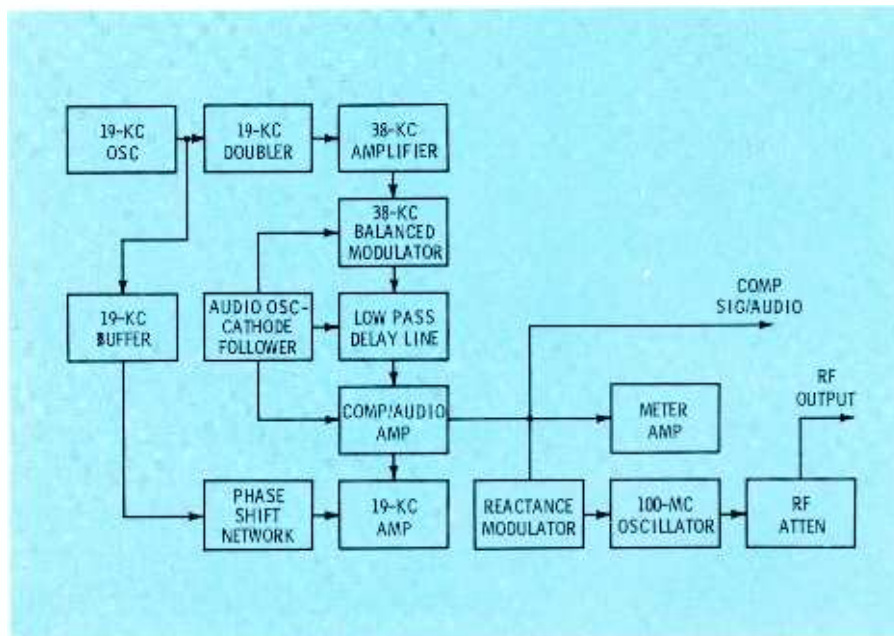 19-KC
OSC
19-KC
DOUBLER
38-KC
AMPLIFIER
38-KC
BALANCED
MODULATOR
19-KC
BUFFER
AUDIO OSC-
CATHODE
FOLLOWER
LOW PASS
DELAY LINE
COMP
SIG/AUDIO
COMP/AUDIO
AMP
METER
AMP
RF
OUTPUT
PHASE
SHIFT
NETWORK
19-KC
AMP
REACTANCE
MODULATOR
100-MC
OSCILLATOR
RF
ATTEN